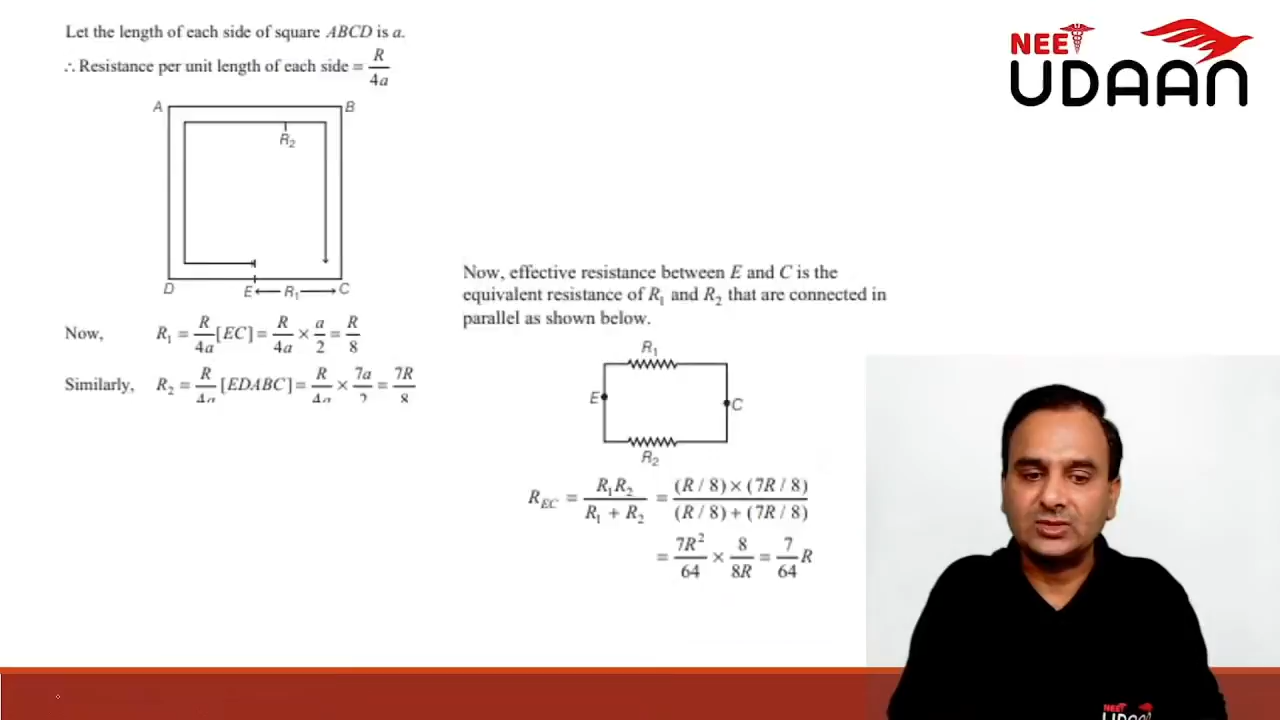 Let the length of each side of square ABCD is a.
∴ Resistance per unit length of each side = R/4a
A B
R₂
D E R₁ C
Now, R₁ = R/4a [EC] = R/4a × a/2 = R/8
Similarly, R₂ = R/4a [EDABC] = R/4a × 7a/2 = 7R/8
Now, effective resistance between E and C is the
equivalent resistance of R₁ and R₂ that are connected in
parallel as shown below.
R₁
E C
R₂
R_EC = R₁R₂/(R₁ + R₂) = (R / 8) × (7R / 8)/(R / 8) + (7R / 8)
= 7R²/64 × 8/8R = 7/64 R
NEET
UDAAN
NEET
UDAAN